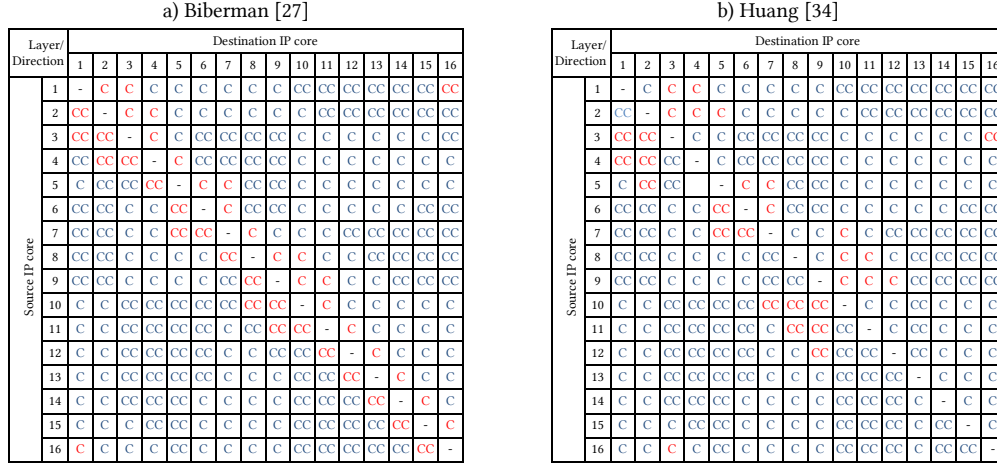 a) Biberman [27]
Layer/ Destination IP core
Direction 1 2 3 4 5 6 7 8 9 10 11 12 13 14 15 16
Source IP core
1 - C C C C C C C C CC CC CC CC CC CC CC
2 CC - C C C C C C C C C C C C CC CC
3 CC CC - C C CC CC CC CC C C C C C CC CC
4 CC CC CC - C CC CC CC CC C C C C C C C
5 C CC CC CC - C C CC CC C C C C C C C
6 CC CC C C CC - C CC CC C C C C C CC CC
7 CC CC C C CC CC - C C C C CC CC CC CC CC
8 CC CC C C C C CC - C C C CC CC CC CC CC
9 CC CC C C C C C CC - C C C C C CC CC
10 C C CC CC CC CC CC CC CC - C C C C C C
11 C C CC CC CC CC C CC CC CC - C C C C C
12 C C CC CC CC CC C C C CC CC - C C C C
13 C C CC CC CC CC C C C CC CC CC - C C C
14 C C C CC CC CC C C C CC CC CC CC - C C
15 C C C CC CC C C C C CC CC CC C CC - C
16 C C C CC CC C C C C CC CC CC CC CC CC -
b) Huang [34]
Layer/ Destination IP core
Direction 1 2 3 4 5 6 7 8 9 10 11 12 13 14 15 16
Source IP core
1 - C C C C C C C C CC CC CC CC CC CC CC
2 CC - C C C C C C C C C C C C CC CC
3 CC CC - C C CC CC CC CC C C C C C C CC
4 CC CC CC - C CC CC CC CC C C C C C C C
5 C CC CC - C C CC CC C C C C C C C
6 CC CC C C CC - C CC CC C C C C C CC CC
7 CC CC C C CC CC - C C C C CC CC CC CC CC
8 CC CC C C C C C - C C C CC CC CC CC CC
9 CC CC C C C C CC CC - C C C C C CC CC
10 C C CC CC CC CC CC CC CC - C C C C C C
11 C C CC CC CC CC C CC CC CC - C C C C C
12 C C CC CC CC CC C C CC CC CC - CC C C C
13 C C CC CC CC CC C C C CC CC CC - C C C
14 C C C CC CC C C C C CC CC CC C - C C
15 C C C CC CC C C C C CC CC CC C CC - C
16 C C C CC CC C C C C CC CC CC CC CC CC -